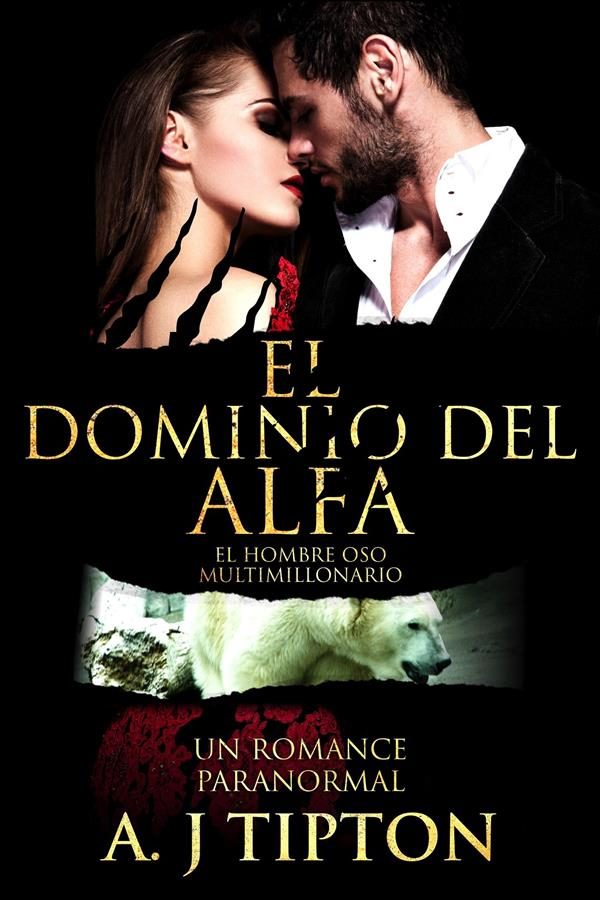 EL
DOMINIO DEL
ALFA
EL HOMBRE OSO
MULTIMILLONARIO
UN ROMANCE
PARANORMAL
A. J TIPTON